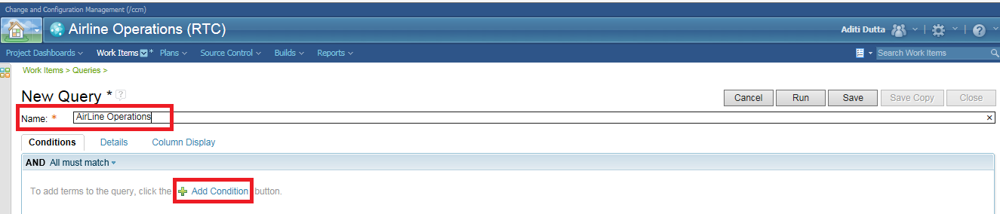 Change and Configuration Management (/ccm)
Airline Operations (RTC)
Aditi Dutta
Project Dashboards Work Items * Plans Source Control Builds Reports Search Work Items
Work Items > Queries >
New Query * ?
Cancel Run Save Save Copy Close
Name: * AirLine Operations
Conditions Details Column Display
AND All must match
To add terms to the query, click the Add Condition button.